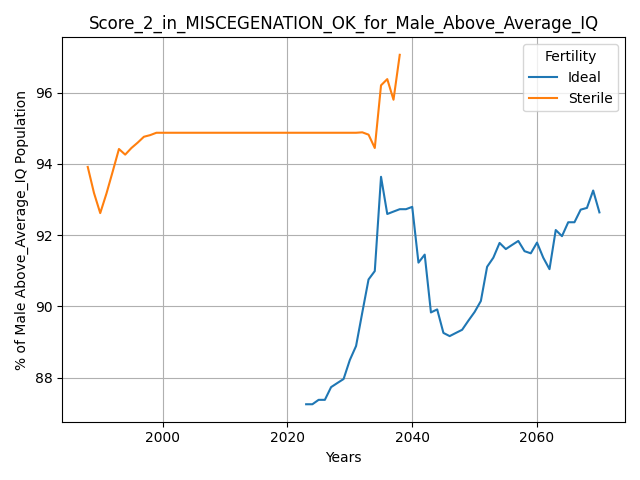 Score_2_in_MISCEGENATION_OK_for_Male_Above_Average_IQ
Fertility
Ideal
Sterile
% of Male Above_Average_IQ Population
96
94
92
90
88
2000
2020
2040
2060
Years